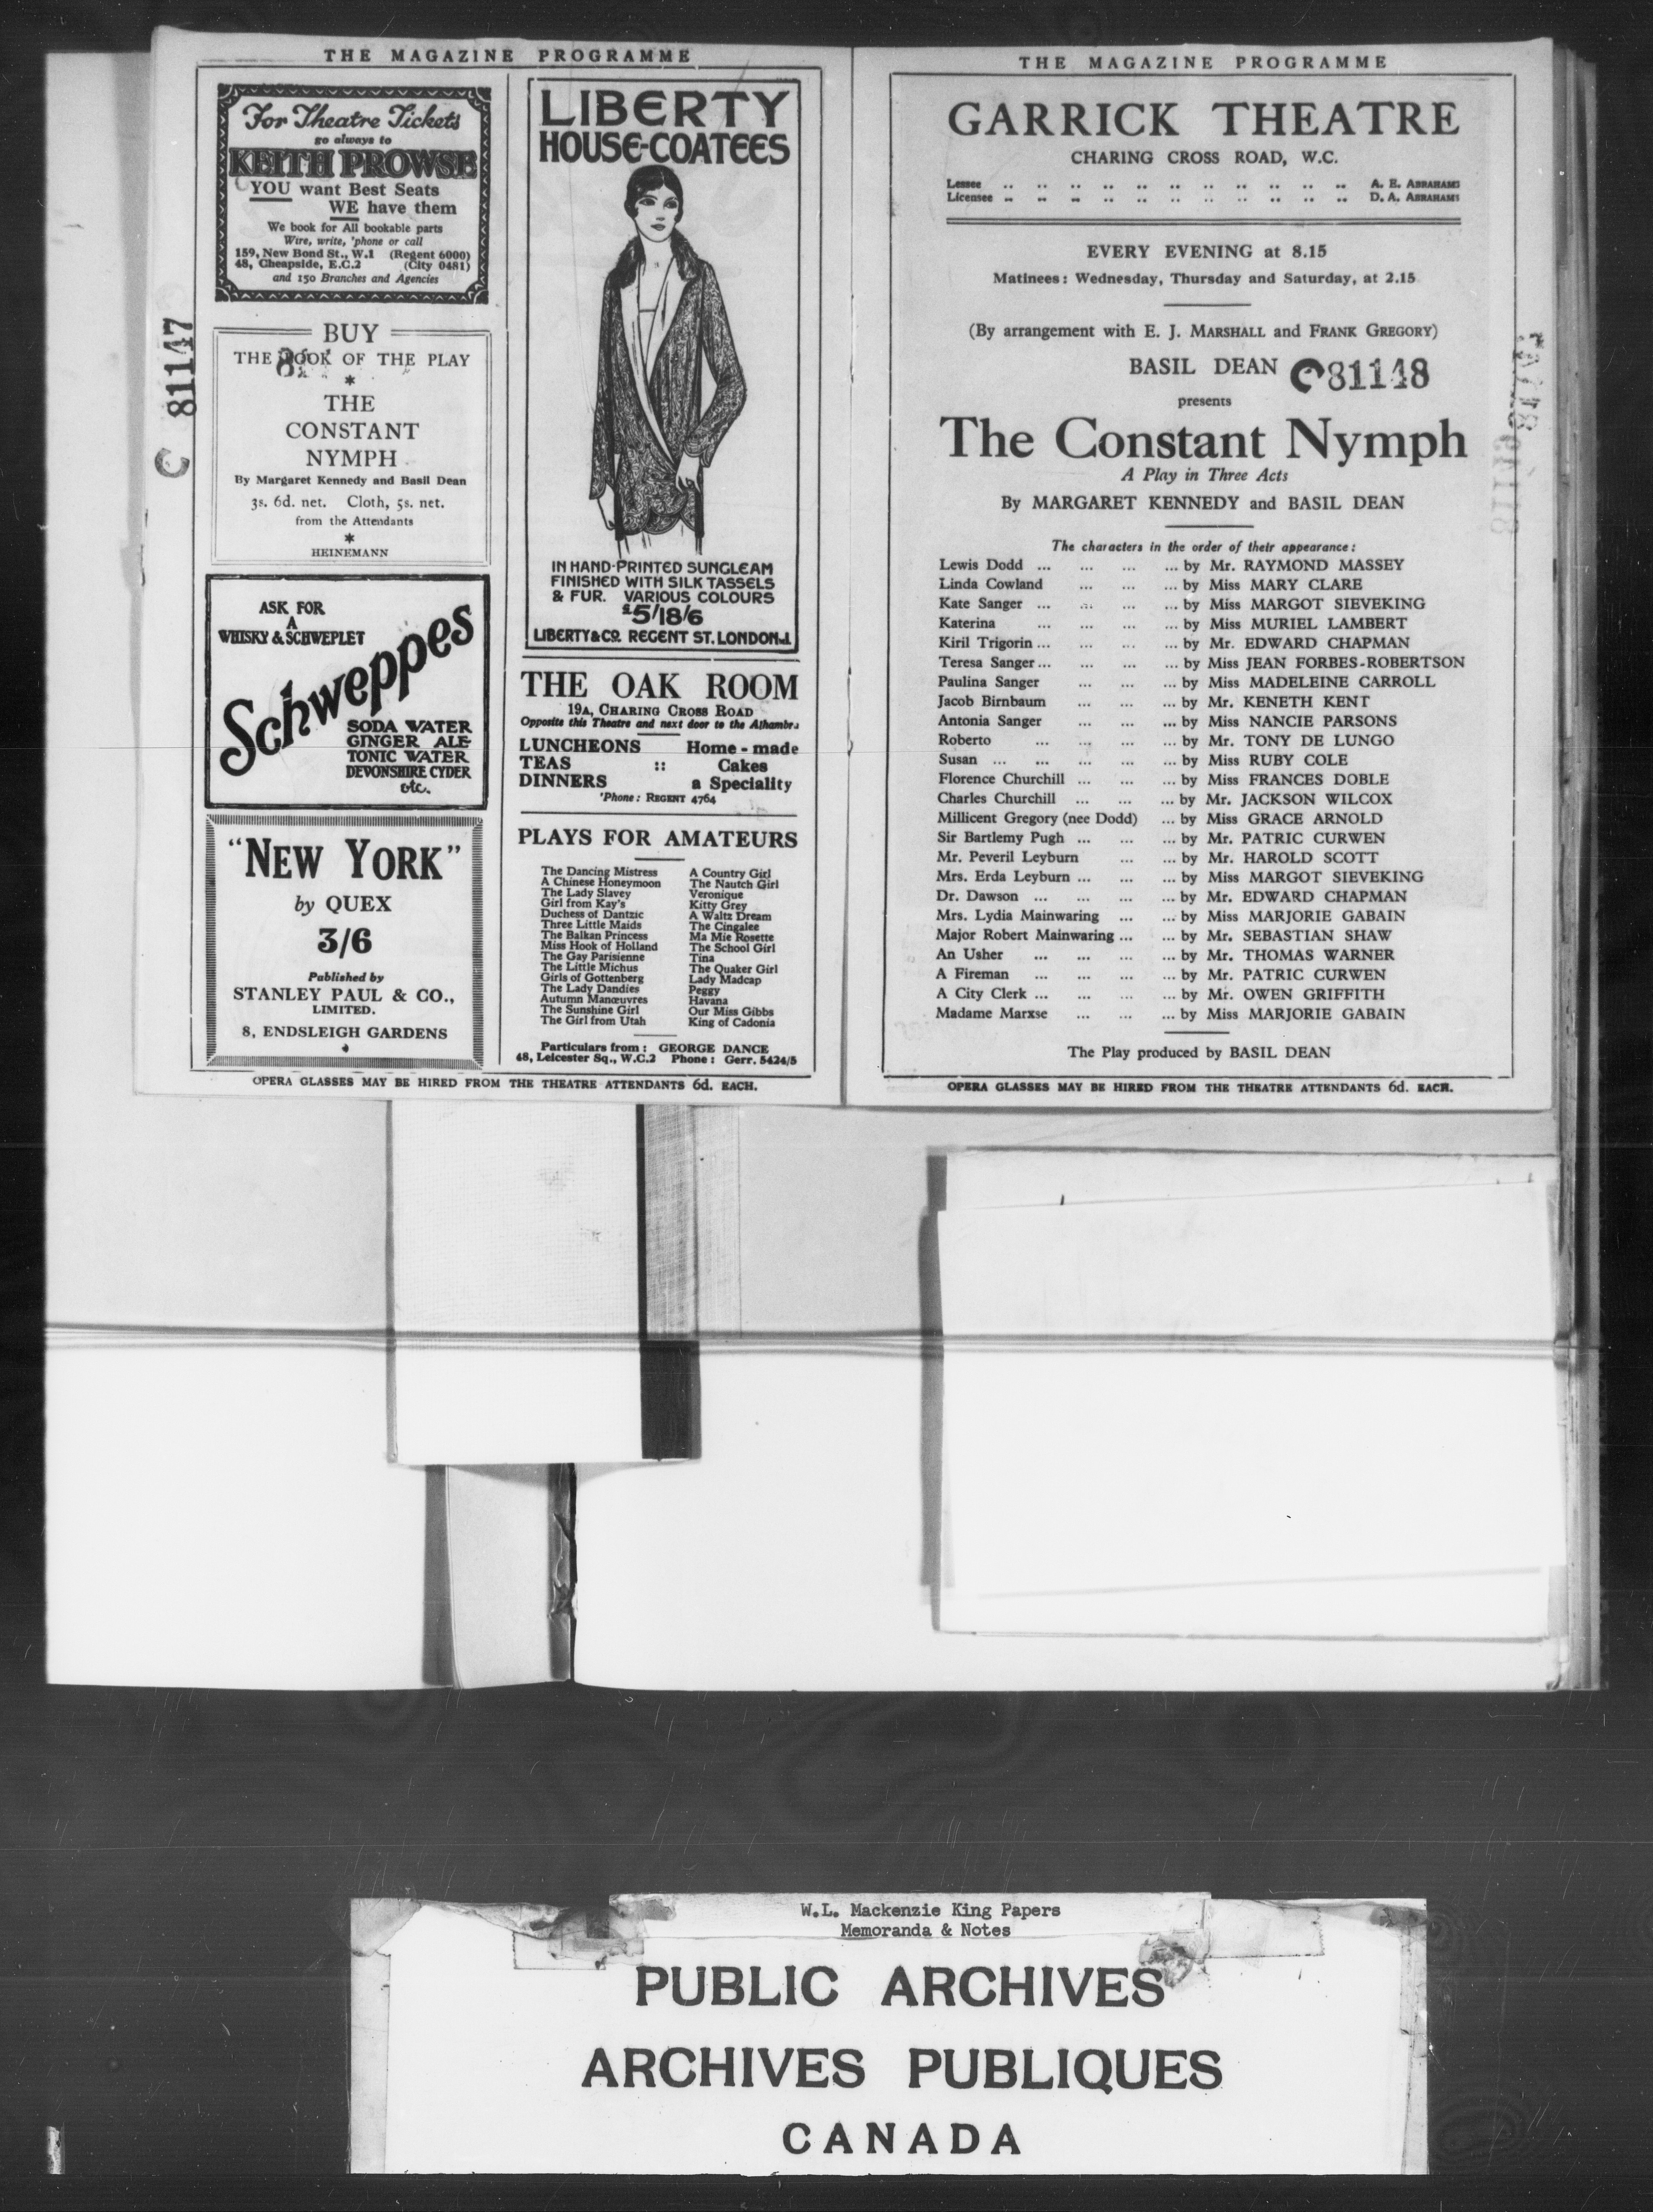 THE MAGAZINE PROGRAMME
For Theatre Tickets
go always to
KEITH PROWSE
YOU want Best Seats
WE have them
We book for All bookable parts
Wire, write, 'phone or call
159, New Bond St., W.1 (Regent 6000)
48, Cheapside, E.C.2 (City 0481)
and 150 Branches and Agencies
C 81147
BUY
THE BOOK OF THE PLAY
*
THE
CONSTANT
NYMPH
By Margaret Kennedy and Basil Dean
3s. 6d. net. Cloth, 5s. net.
from the Attendants
*
HEINEMANN
ASK FOR
A
WHISKY & SCHWEPLET
Schweppes
SODA WATER
GINGER ALE
TONIC WATER
DEVONSHIRE CYDER
etc.
"NEW YORK"
by QUEX
3/6
Published by
STANLEY PAUL & CO.,
LIMITED.
8, ENDSLEIGH GARDENS
LIBERTY
HOUSE-COATEES
IN HAND-PRINTED SUNGLEAM
FINISHED WITH SILK TASSELS
& FUR. VARIOUS COLOURS
£5/18/6
LIBERTY & CO. REGENT ST. LONDON.1.
THE OAK ROOM
19A, CHARING CROSS ROAD
Opposite this Theatre and next door to the Alhambra
LUNCHEONS Home-made
TEAS :: Cakes
DINNERS a Speciality
'Phone: REGENT 4764
PLAYS FOR AMATEURS
The Dancing Mistress
A Chinese Honeymoon
The Lady Slavey
Girl from Kay's
Duchess of Dantzic
Three Little Maids
The Balkan Princess
Miss Hook of Holland
The Gay Parisienne
The Little Michus
Girls of Gottenberg
The Lady Dandies
Autumn Manœuvres
The Sunshine Girl
The Girl from Utah
A Country Girl
The Nautch Girl
Veronique
Kitty Grey
A Waltz Dream
The Cingalee
Ma Mie Rosette
The School Girl
Tina
The Quaker Girl
Lady Madcap
Peggy
Havana
Our Miss Gibbs
King of Cadonia
Particulars from: GEORGE DANCE
48, Leicester Sq., W.C.2 Phone: Gerr. 5424/5
OPERA GLASSES MAY BE HIRED FROM THE THEATRE ATTENDANTS 6d. EACH.
THE MAGAZINE PROGRAMME
GARRICK THEATRE
CHARING CROSS ROAD, W.C.
Lessee .. .. .. .. .. .. .. .. .. .. .. A. E. ABRAHAMS
Licensee .. .. .. .. .. .. .. .. .. .. .. D. A. ABRAHAMS
EVERY EVENING at 8.15
Matinees: Wednesday, Thursday and Saturday, at 2.15
(By arrangement with E. J. MARSHALL and FRANK GREGORY)
BASIL DEAN C81148
presents
The Constant Nymph
A Play in Three Acts
By MARGARET KENNEDY and BASIL DEAN
The characters in the order of their appearance:
Lewis Dodd ... ... ... ... by Mr. RAYMOND MASSEY
Linda Cowland ... ... ... by Miss MARY CLARE
Kate Sanger ... ... ... ... by Miss MARGOT SIEVEKING
Katerina ... ... ... ... by Miss MURIEL LAMBERT
Kiril Trigorin ... ... ... ... by Mr. EDWARD CHAPMAN
Teresa Sanger ... ... ... ... by Miss JEAN FORBES-ROBERTSON
Paulina Sanger ... ... ... by Miss MADELEINE CARROLL
Jacob Birnbaum ... ... ... by Mr. KENETH KENT
Antonia Sanger ... ... ... by Miss NANCIE PARSONS
Roberto ... ... ... ... by Mr. TONY DE LUNGO
Susan ... ... ... ... ... by Miss RUBY COLE
Florence Churchill ... ... ... by Miss FRANCES DOBLE
Charles Churchill ... ... ... by Mr. JACKSON WILCOX
Millicent Gregory (nee Dodd) ... by Miss GRACE ARNOLD
Sir Bartlemy Pugh ... ... ... by Mr. PATRIC CURWEN
Mr. Peveril Leyburn ... ... by Mr. HAROLD SCOTT
Mrs. Erda Leyburn ... ... ... by Miss MARGOT SIEVEKING
Dr. Dawson ... ... ... ... by Mr. EDWARD CHAPMAN
Mrs. Lydia Mainwaring ... ... by Miss MARJORIE GABAIN
Major Robert Mainwaring ... ... by Mr. SEBASTIAN SHAW
An Usher ... ... ... ... by Mr. THOMAS WARNER
A Fireman ... ... ... ... by Mr. PATRIC CURWEN
A City Clerk ... ... ... ... by Mr. OWEN GRIFFITH
Madame Marxse ... ... ... by Miss MARJORIE GABAIN
The Play produced by BASIL DEAN
OPERA GLASSES MAY BE HIRED FROM THE THEATRE ATTENDANTS 6d. EACH.
W.L. Mackenzie King Papers
Memoranda & Notes
PUBLIC ARCHIVES
ARCHIVES PUBLIQUES
CANADA